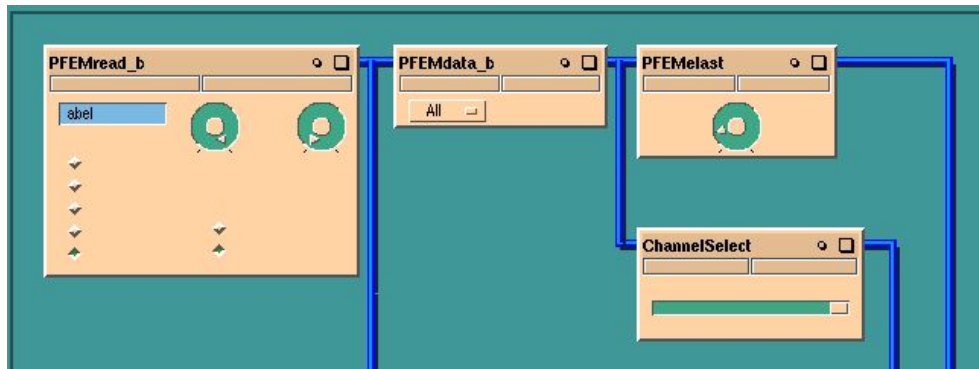 PFEMread_b
PFEMdata_b
PFEMelast
abel
All
ChannelSelect